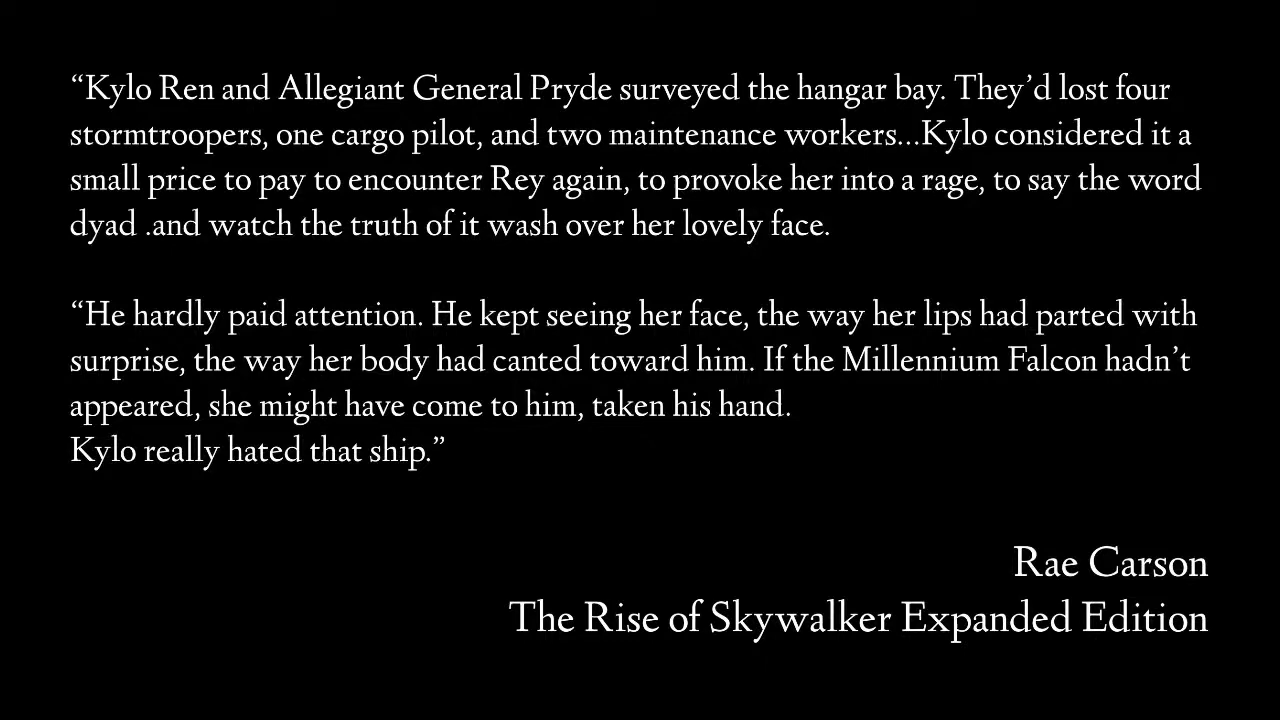 “Kylo Ren and Allegiant General Pryde surveyed the hangar bay. They’d lost four
stormtroopers, one cargo pilot, and two maintenance workers...Kylo considered it a
small price to pay to encounter Rey again, to provoke her into a rage, to say the word
dyad .and watch the truth of it wash over her lovely face.
“He hardly paid attention. He kept seeing her face, the way her lips had parted with
surprise, the way her body had canted toward him. If the Millennium Falcon hadn’t
appeared, she might have come to him, taken his hand.
Kylo really hated that ship.”
Rae Carson
The Rise of Skywalker Expanded Edition